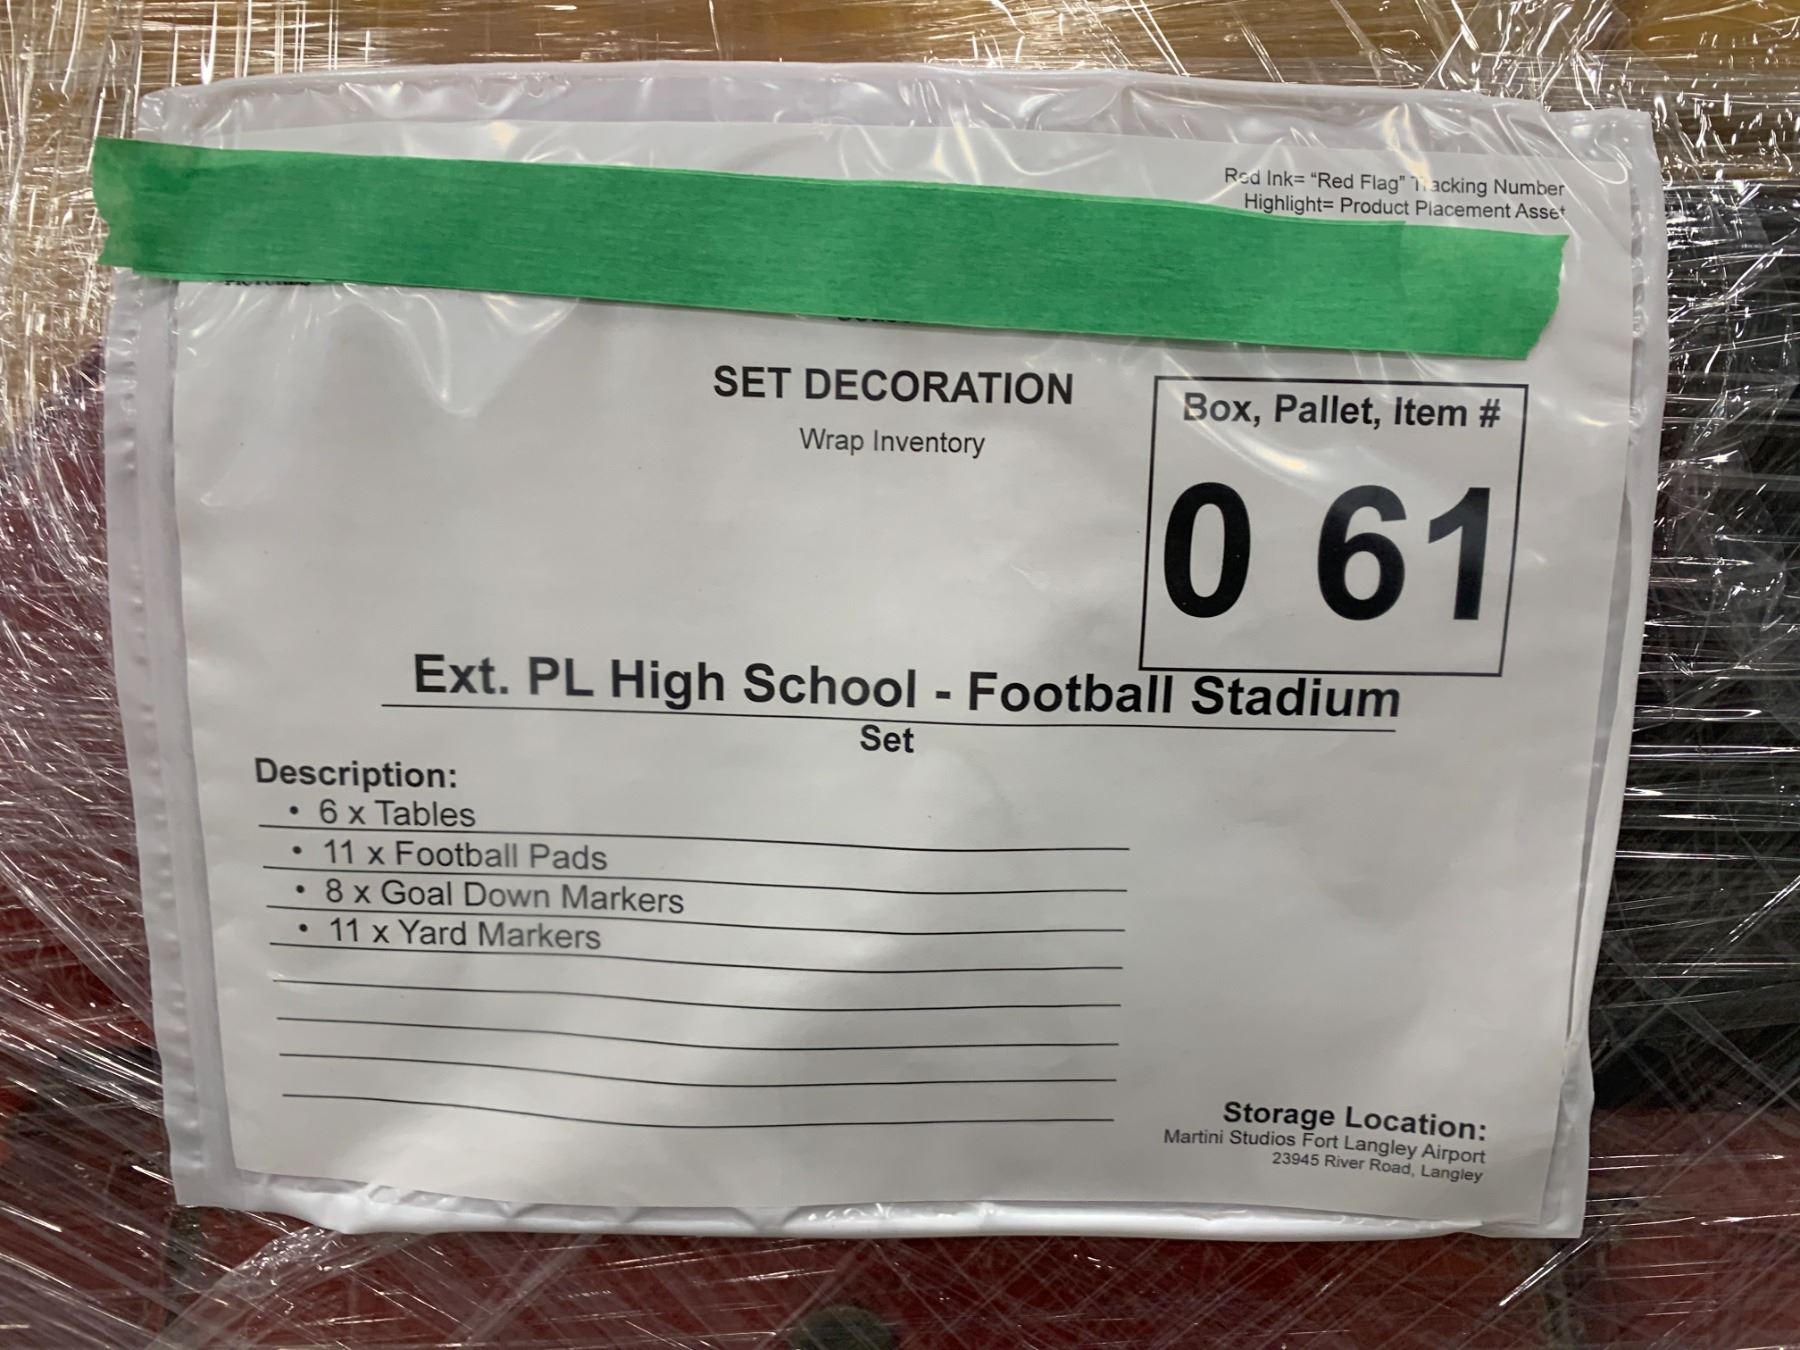 Red Ink= “Red Flag” Tracking Number
Highlight= Product Placement Asset
PICTURES
SET DECORATION
Wrap Inventory
Box, Pallet, Item #
0 61
Ext. PL High School - Football Stadium
Set
Description:
• 6 x Tables
• 11 x Football Pads
• 8 x Goal Down Markers
• 11 x Yard Markers
Storage Location:
Martini Studios Fort Langley Airport
23945 River Road, Langley